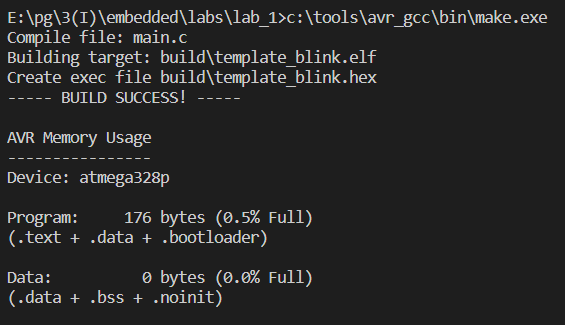 E:\pg\3(I)\embedded\labs\lab_1>c:\tools\avr_gcc\bin\make.exe
Compile file: main.c
Building target: build\template_blink.elf
Create exec file build\template_blink.hex
----- BUILD SUCCESS! -----
AVR Memory Usage
----------------
Device: atmega328p
Program:     176 bytes (0.5% Full)
(.text + .data + .bootloader)
Data:          0 bytes (0.0% Full)
(.data + .bss + .noinit)